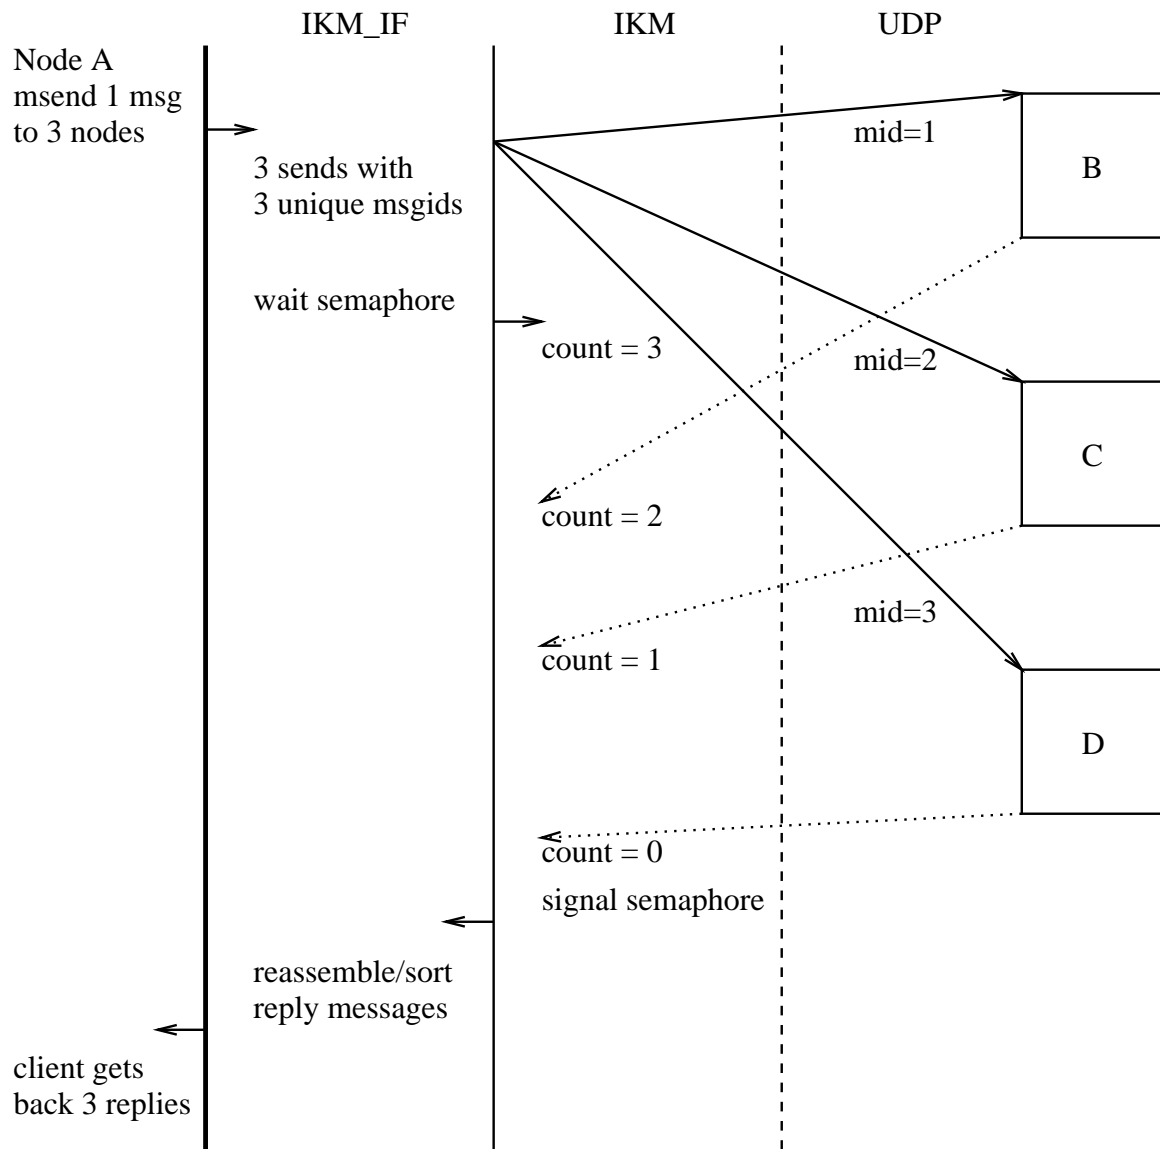 IKM_IF
IKM
UDP
Node A
msend 1 msg
to 3 nodes
mid=1
3 sends with
3 unique msgids
B
wait semaphore
count = 3
mid=2
C
count = 2
mid=3
count = 1
D
count = 0
signal semaphore
reassemble/sort
reply messages
client gets
back 3 replies